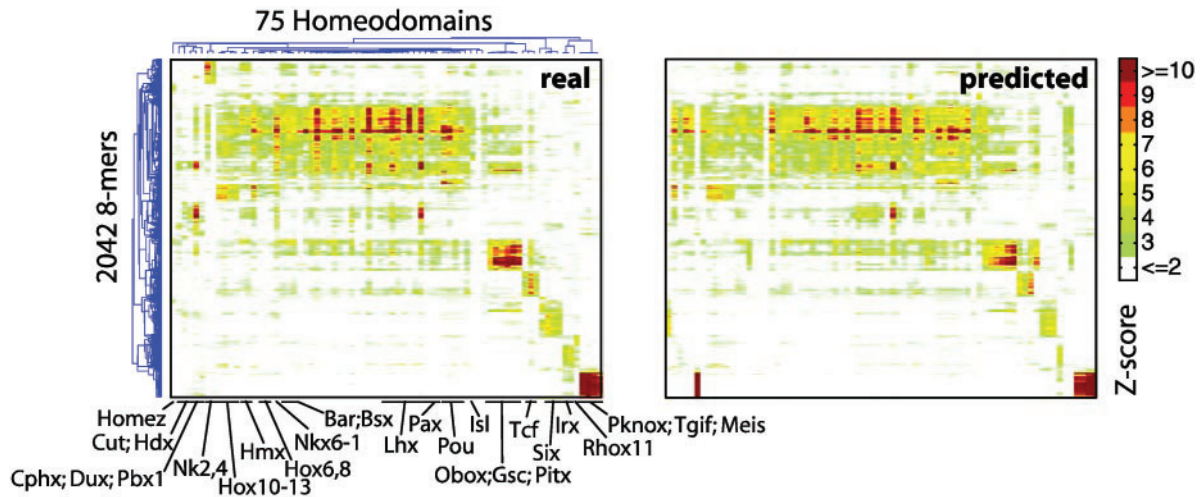 75 Homeodomains
real
predicted
2042 8-mers
>=10
9
8
7
6
5
4
3
<=2
Z-score
Homez
Cut; Hdx
Cphx; Dux; Pbx1
Nk2,4
Hox10-13
Hmx
Hox6,8
Nkx6-1
Bar;Bsx
Lhx
Pax
Pou
Isl
Obox;Gsc; Pitx
Tcf
Six
Irx
Rhox11
Pknox; Tgif; Meis